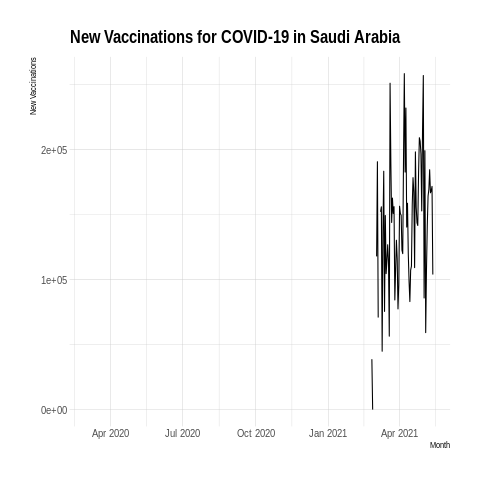 New Vaccinations for COVID-19 in Saudi Arabia
New Vaccinations
2e+05
1e+05
0e+00
Apr 2020 Jul 2020 Oct 2020 Jan 2021 Apr 2021
Month